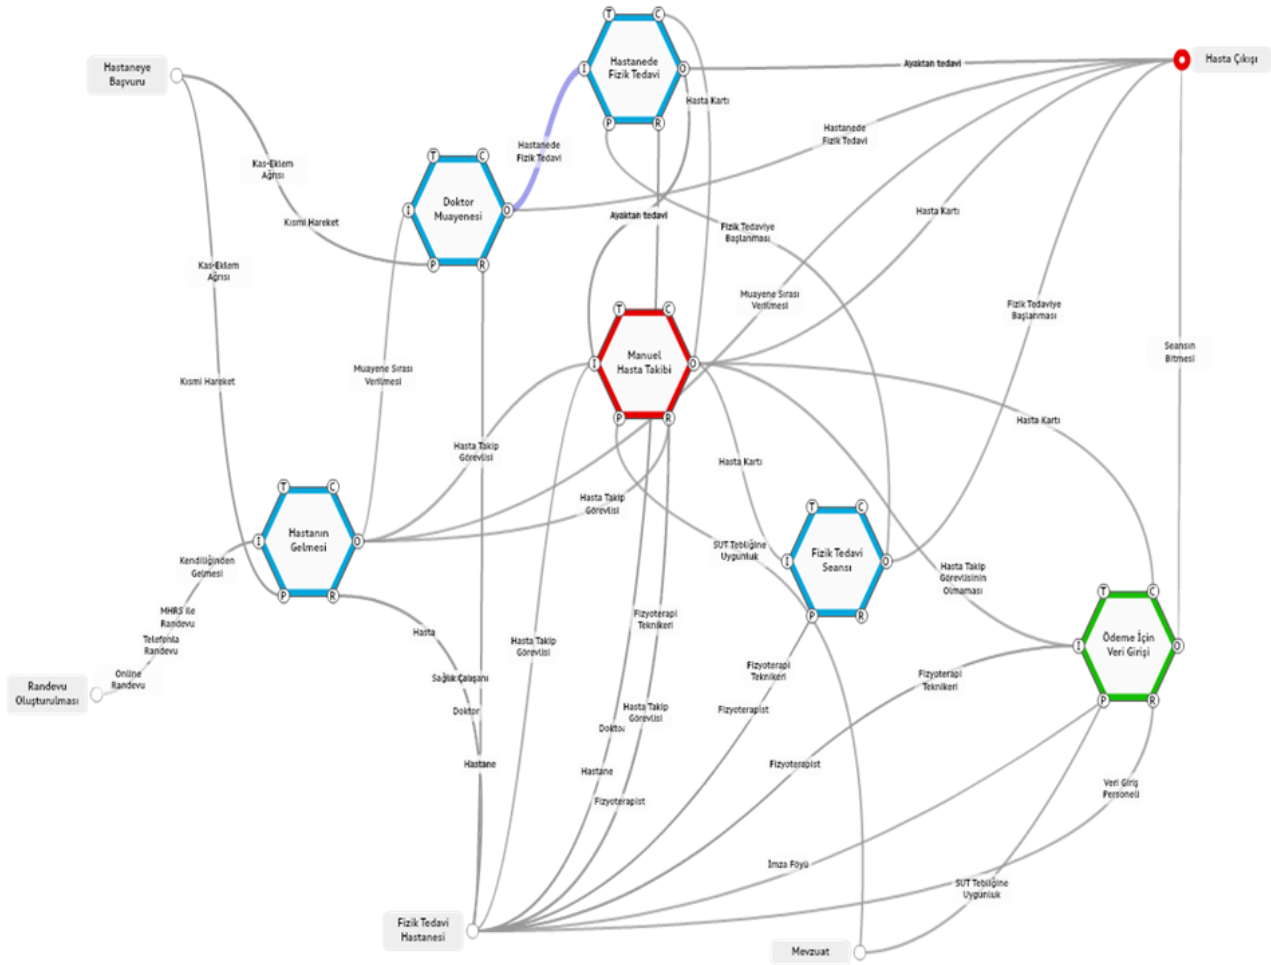 T
C
Hastanede
Fizik Tedavi
I
O
P
R
Hastaneye
Başvuru
Hasta Çıkışı
Ayaktan tedavi
Hasta Kartı
Hastanede
Fizik Tedavi
Hastanede
Fizik Tedavi
Kas-Eklem
Ağrısı
Kısmi Hareket
T
C
Doktor
Muayenesi
I
O
P
R
Ayaktan tedavi
Fizik Tedaviye
Başlanması
Hasta Kartı
Kas-Eklem
Ağrısı
Muayene Sırası
Verilmesi
Fizik Tedaviye
Başlanması
T
C
Manuel
Hasta Takibi
I
O
P
R
Seansın
Bitmesi
Kısmi Hareket
Muayene Sırası
Verilmesi
Hasta Kartı
Hasta Takip
Görevlisi
Hasta Kartı
Hasta Takip
Görevlisi
T
C
Hastanın
Gelmesi
I
O
P
R
T
C
Fizik Tedavi
Seansı
I
O
P
R
SUT Tebliğine
Uygunluk
Hasta Takip
Görevlisinin
Olmaması
Kendiliğinden
Gelmesi
MHRS ile
Randevu
Telefonla
Randevu
Online
Randevu
Randevu
Oluşturulması
Hasta
Fizyoterapi
Teknikeri
Hasta Takip
Görevlisi
T
C
Ödeme İçin
Veri Girişi
I
O
P
R
Sağlık Çalışanı
Fizyoterapi
Teknikeri
Fizyoterapi
Teknikeri
Doktor
Hasta Takip
Görevlisi
Fizyoterapist
Doktor
Hastane
Hastane
Fizyoterapist
Fizyoterapist
Veri Giriş
Personeli
İmza Föyü
SUT Tebliğine
Uygunluk
Fizik Tedavi
Hastanesi
Mevzuat